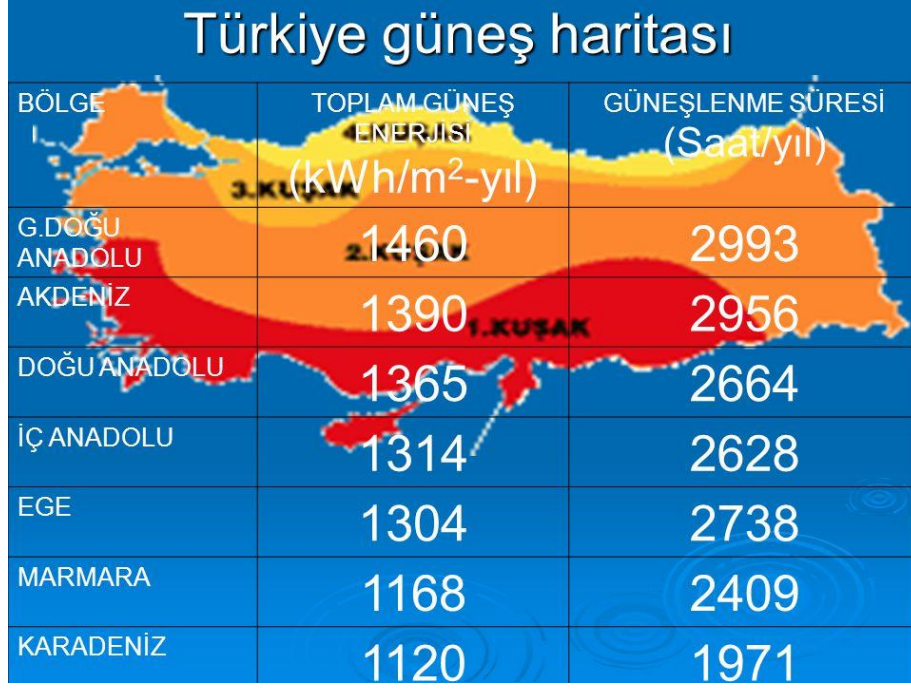 Türkiye güneş haritası
BÖLGE
TOPLAM GÜNEŞ
ENERJİSİ
(kWh/m²-yıl)
GÜNEŞLENME SÜRESİ
(Saat/yıl)
3.KUŞAK
G.DOĞU
ANADOLU
1460
2993
2.KUŞAK
AKDENİZ
1390
2956
1.KUŞAK
DOĞU ANADOLU
1365
2664
İÇ ANADOLU
1314
2628
EGE
1304
2738
MARMARA
1168
2409
KARADENİZ
1120
1971